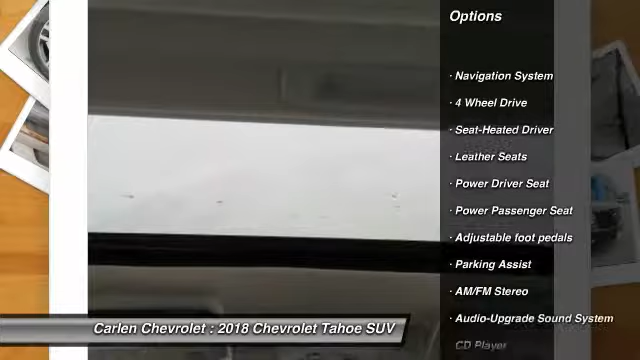 Options
· Navigation System
· 4 Wheel Drive
· Seat-Heated Driver
· Leather Seats
· Power Driver Seat
· Power Passenger Seat
· Adjustable foot pedals
· Parking Assist
· AM/FM Stereo
· Audio-Upgrade Sound System
CD Player
Carlen Chevrolet : 2018 Chevrolet Tahoe SUV